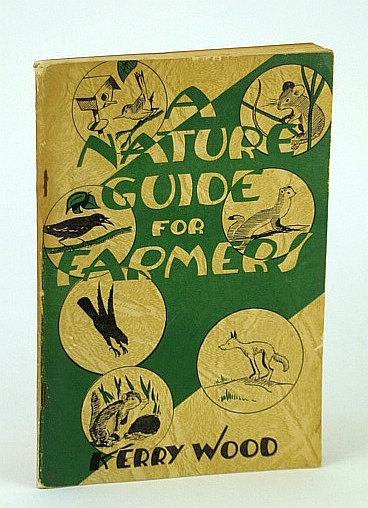 A
NATURE
GUIDE
FOR
FARMERS
KERRY WOOD